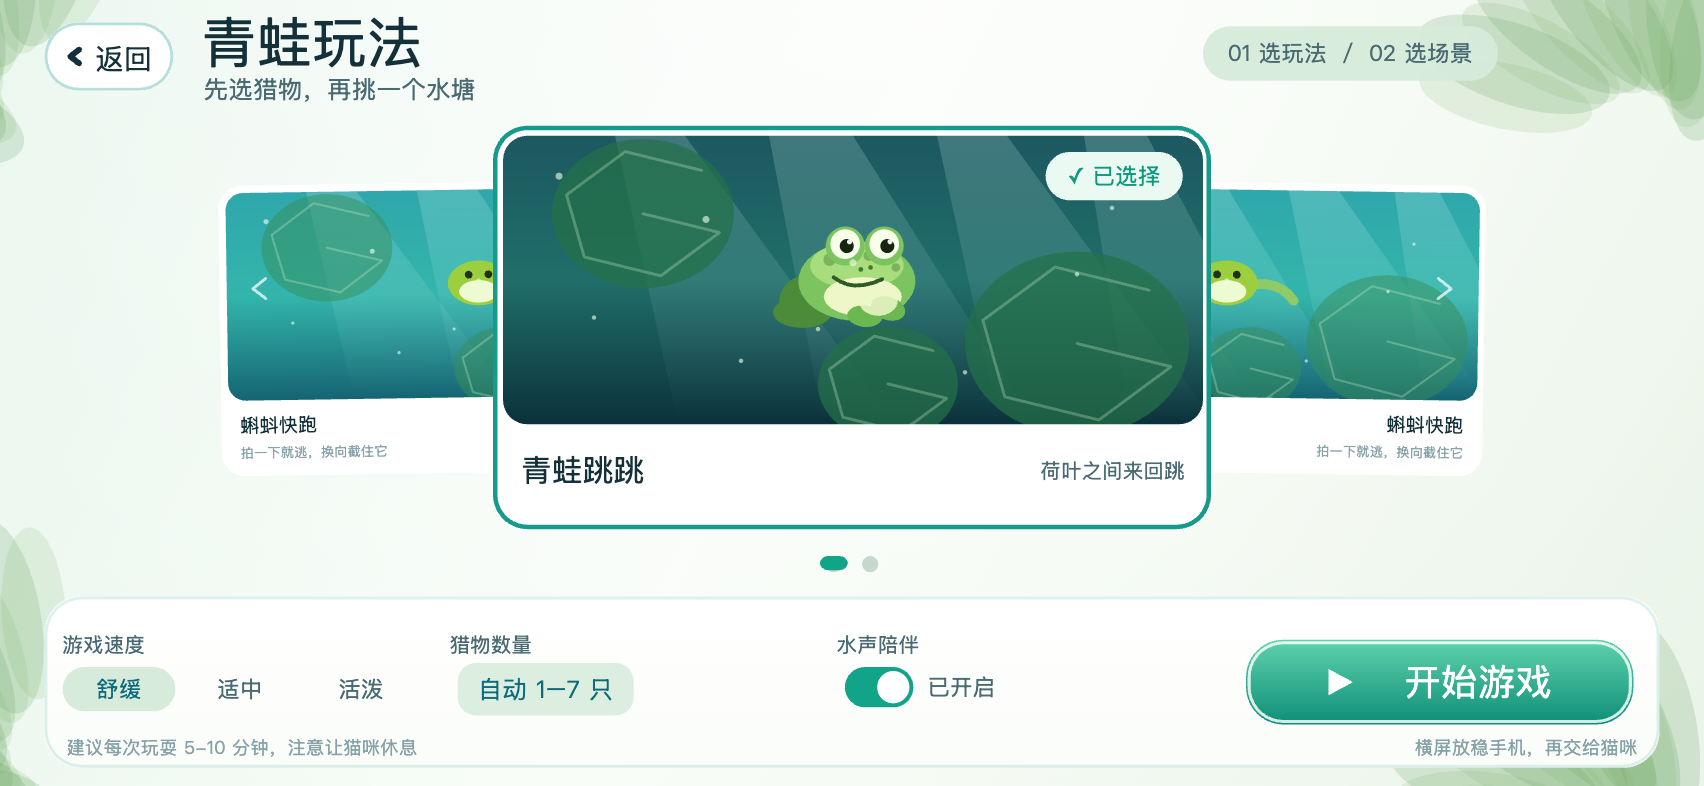 返回
青蛙玩法
先选猎物，再挑一个水塘
01 选玩法 / 02 选场景
✓ 已选择
蝌蚪快跑
拍一下就逃，换向截住它
青蛙跳跳
荷叶之间来回跳
蝌蚪快跑
拍一下就逃，换向截住它
游戏速度
舒缓
适中
活泼
猎物数量
自动 1—7 只
水声陪伴
已开启
开始游戏
建议每次玩耍 5–10 分钟，注意让猫咪休息
横屏放稳手机，再交给猫咪